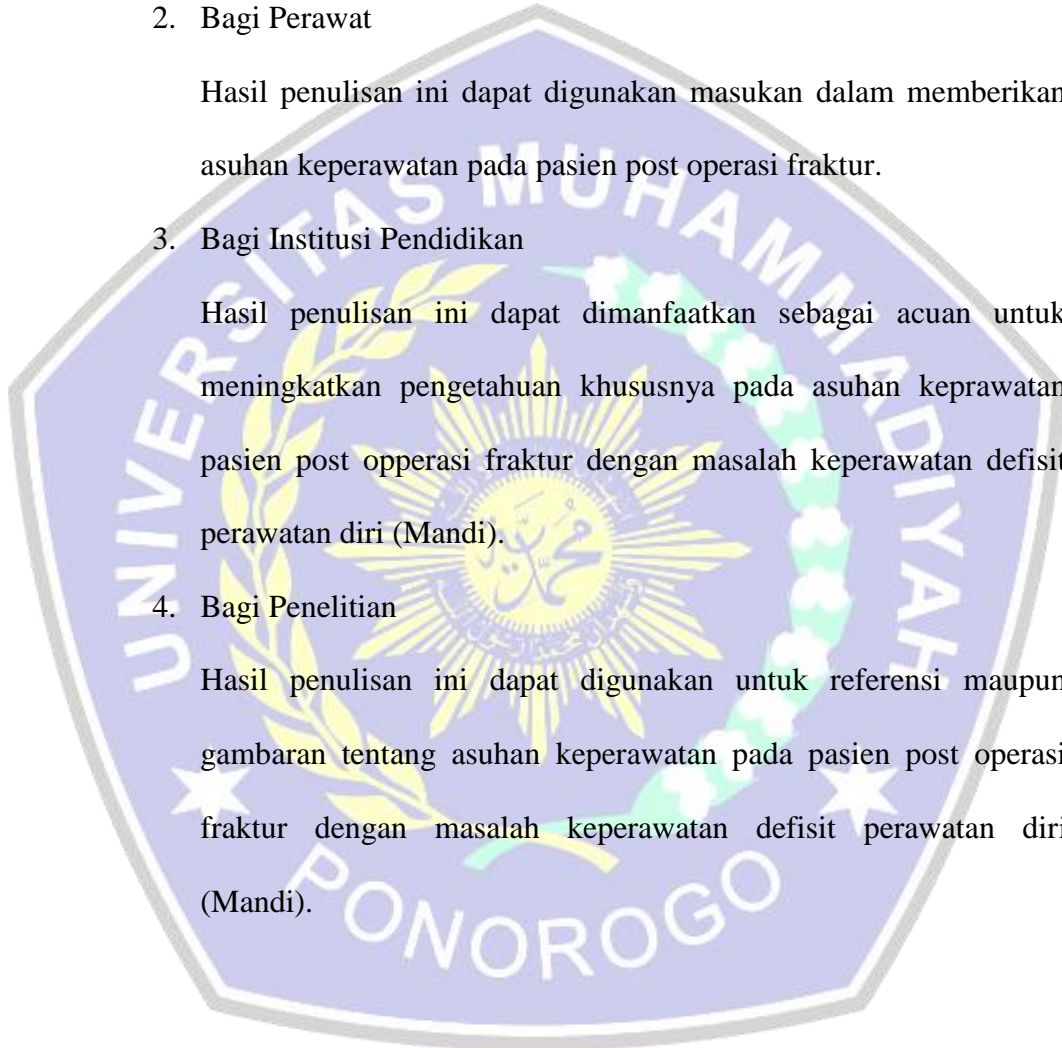 2. Bagi Perawat
Hasil penulisan ini dapat digunakan masukan dalam memberikan
asuhan keperawatan pada pasien post operasi fraktur.
3. Bagi Institusi Pendidikan
Hasil penulisan ini dapat dimanfaatkan sebagai acuan untuk
meningkatkan pengetahuan khususnya pada asuhan keprawatan
pasien post opperasi fraktur dengan masalah keperawatan defisit
perawatan diri (Mandi).
4. Bagi Penelitian
Hasil penulisan ini dapat digunakan untuk referensi maupun
gambaran tentang asuhan keperawatan pada pasien post operasi
fraktur dengan masalah keperawatan defisit perawatan diri
(Mandi).
UNIVERSITAS MUHAMMADIYAH
PONOROGO